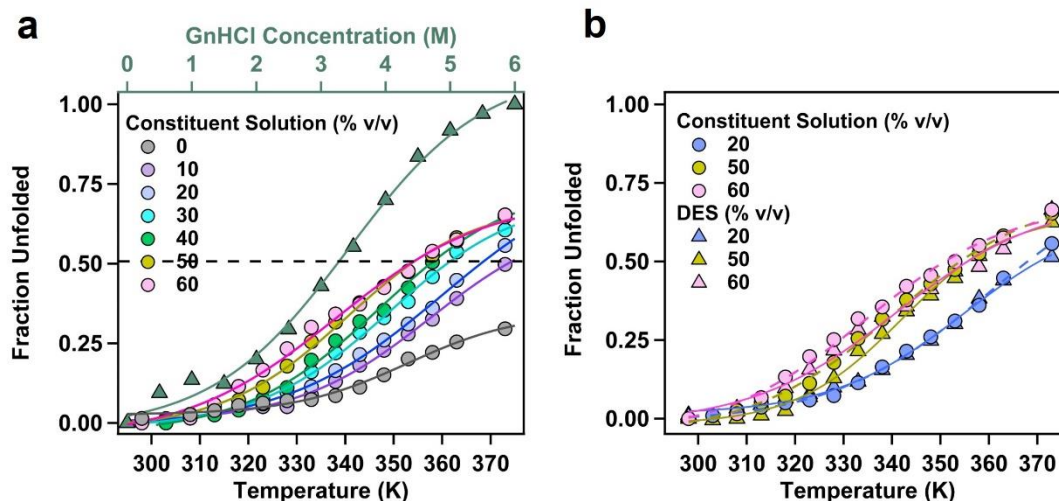 a
GnHCl Concentration (M)
0 1 2 3 4 5 6
Fraction Unfolded
1.00
0.75
0.50
0.25
0.00
Constituent Solution (% v/v)
0
10
20
30
40
50
60
300 310 320 330 340 350 360 370
Temperature (K)
b
Fraction Unfolded
1.00
0.75
0.50
0.25
0.00
Constituent Solution (% v/v)
20
50
60
DES (% v/v)
20
50
60
300 310 320 330 340 350 360 370
Temperature (K)